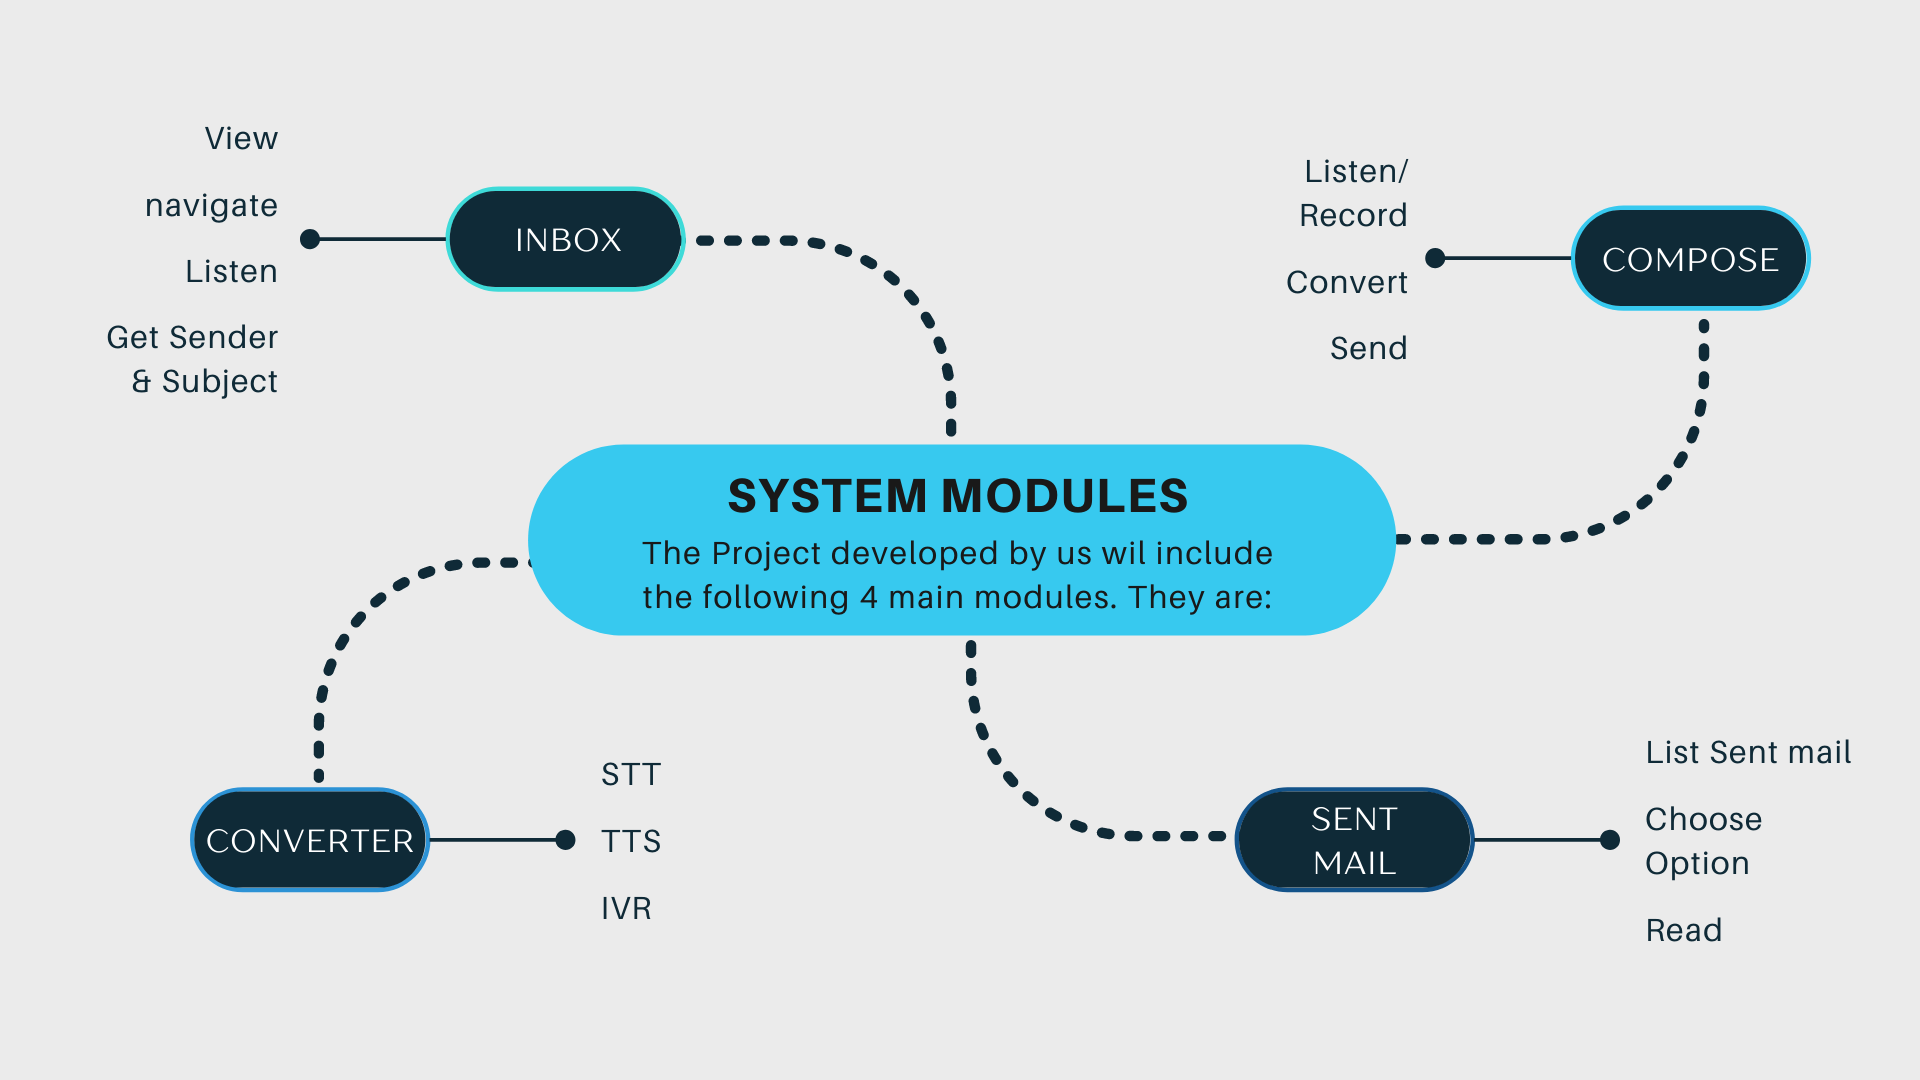 View
navigate
Listen
Get Sender
& Subject
INBOX
Listen/
Record
Convert
Send
COMPOSE
SYSTEM MODULES
The Project developed by us wil include
the following 4 main modules. They are:
CONVERTER
STT
TTS
IVR
SENT
MAIL
List Sent mail
Choose
Option
Read